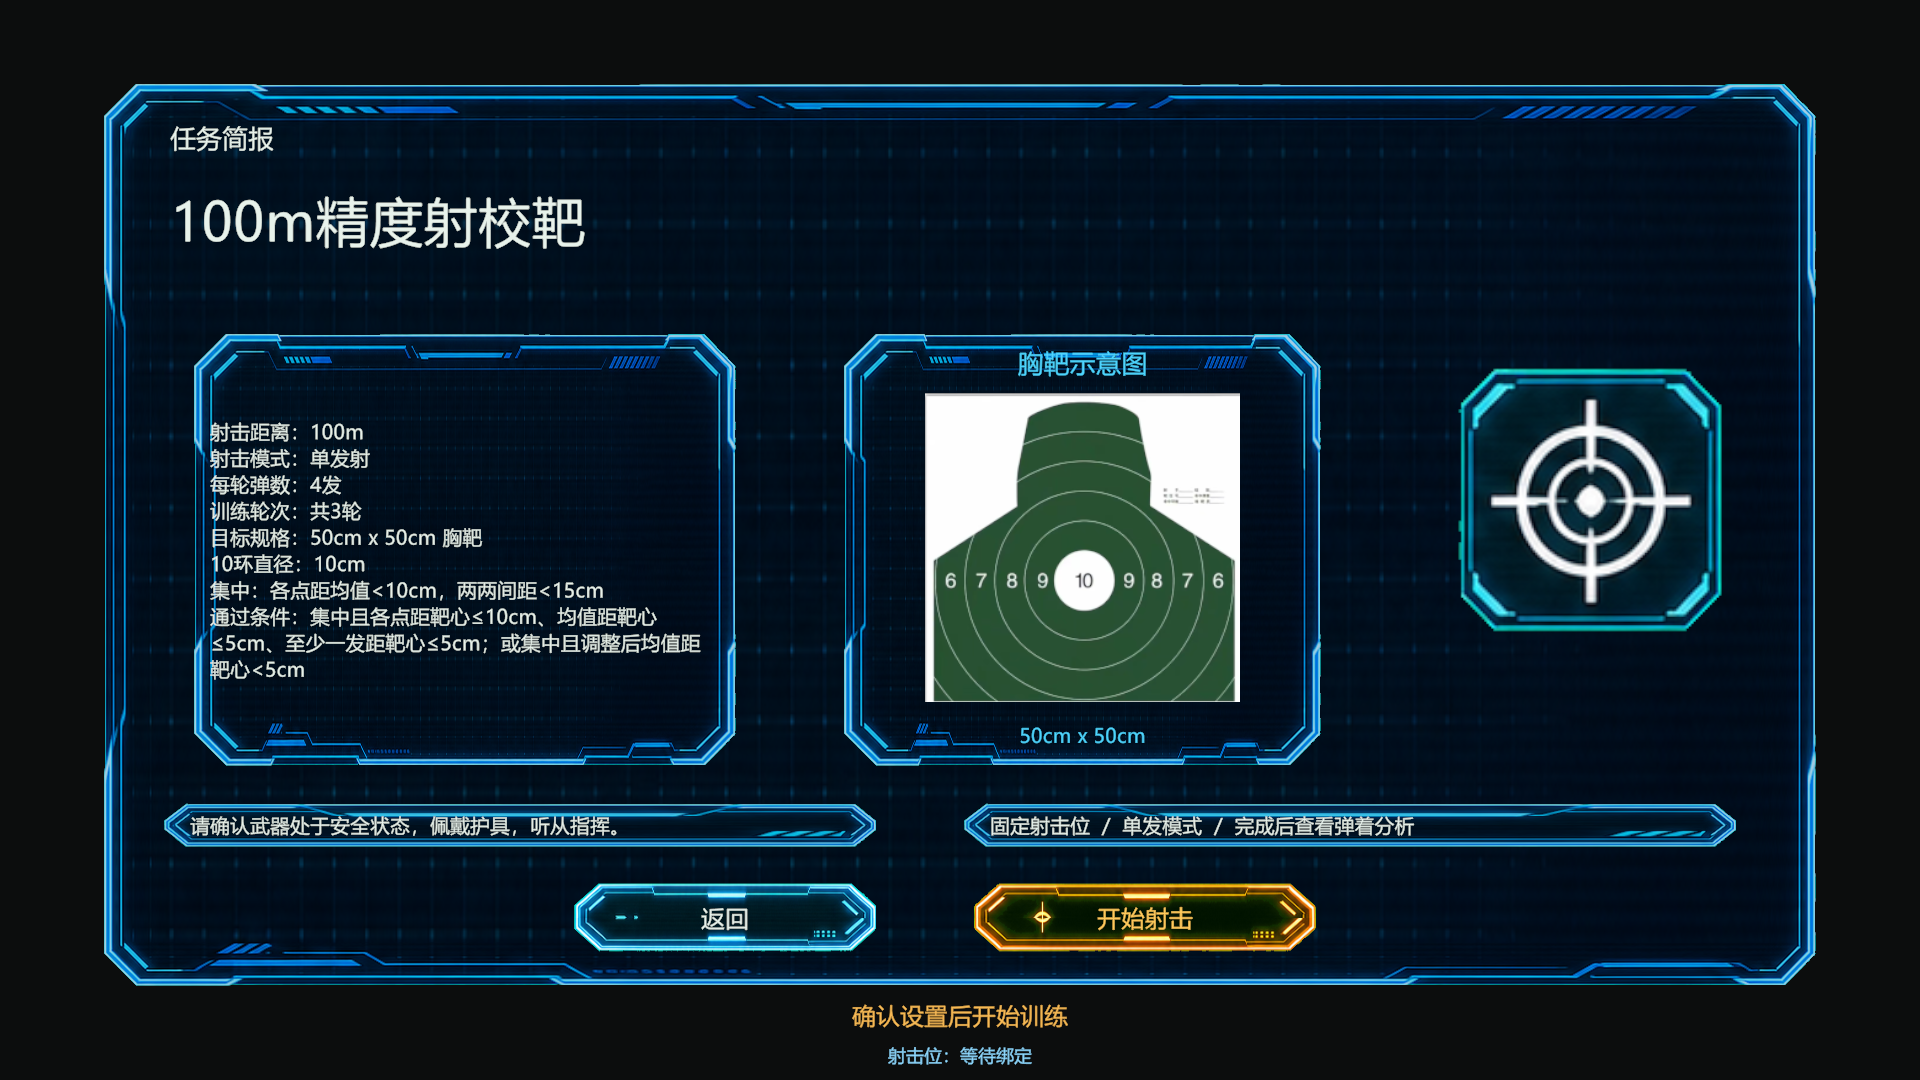 任务简报
100m精度射校靶
射击距离：100m
射击模式：单发射
每轮弹数：4发
训练轮次：共3轮
目标规格：50cm x 50cm 胸靶
10环直径：10cm
集中：各点距均值<10cm，两两间距<15cm
通过条件：集中且各点距靶心≤10cm、均值距靶心
≤5cm、至少一发距靶心≤5cm；或集中且调整后均值距
靶心<5cm
胸靶示意图
6 7 8 9 10 9 8 7 6
50cm x 50cm
请确认武器处于安全状态，佩戴护具，听从指挥。
固定射击位 / 单发模式 / 完成后查看弹着分析
返回
开始射击
确认设置后开始训练
射击位：等待绑定